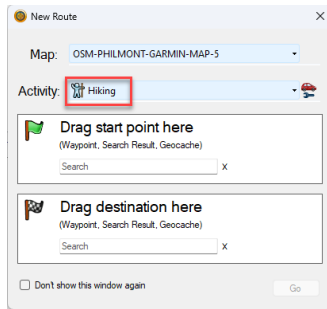 New Route
Map: OSM-PHILMONT-GARMIN-MAP-5
Activity: Hiking
Drag start point here
(Waypoint, Search Result, Geocache)
Search X
Drag destination here
(Waypoint, Search Result, Geocache)
Search X
Don't show this window again
Go